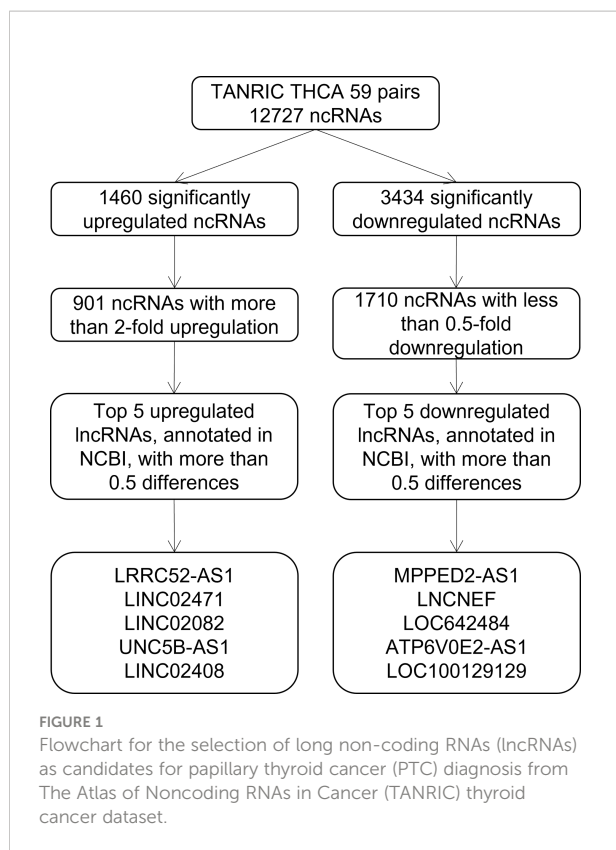 TANRIC THCA 59 pairs
12727 ncRNAs
1460 significantly
upregulated ncRNAs
3434 significantly
downregulated ncRNAs
901 ncRNAs with more
than 2-fold upregulation
1710 ncRNAs with less
than 0.5-fold
downregulation
Top 5 upregulated
lncRNAs, annotated in
NCBI, with more than
0.5 differences
Top 5 downregulated
lncRNAs, annotated in
NCBI, with more than
0.5 differences
LRRC52-AS1
LINC02471
LINC02082
UNC5B-AS1
LINC02408
MPPED2-AS1
LNCNEF
LOC642484
ATP6V0E2-AS1
LOC100129129
FIGURE 1
Flowchart for the selection of long non-coding RNAs (lncRNAs)
as candidates for papillary thyroid cancer (PTC) diagnosis from
The Atlas of Noncoding RNAs in Cancer (TANRIC) thyroid
cancer dataset.